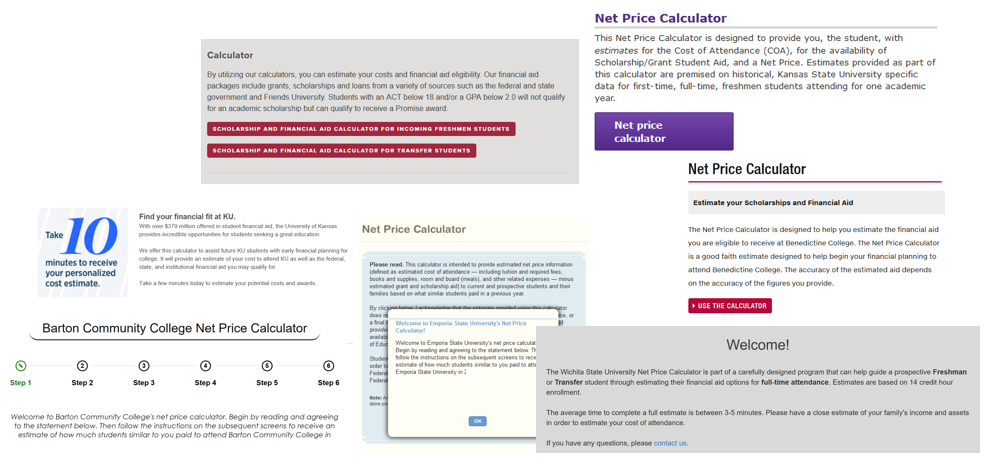 Net Price Calculator
This Net Price Calculator is designed to provide you, the student, with
estimates for the Cost of Attendance (COA), for the availability of
Scholarship/Grant Student Aid, and a Net Price. Estimates provided as part of
this calculator are premised on historical, Kansas State University specific
data for first-time, full-time, freshmen students attending for one academic
year.
Net price
calculator
Calculator
By utilizing our calculators, you can estimate your costs and financial aid eligibility. Our financial aid
packages include grants, scholarships and loans from a variety of sources such as the federal and state
government and Friends University. Students with an ACT below 18 and/or a GPA below 2.0 will not qualify
for an academic scholarship but can qualify to receive a Promise award.
SCHOLARSHIP AND FINANCIAL AID CALCULATOR FOR INCOMING FRESHMEN STUDENTS
SCHOLARSHIP AND FINANCIAL AID CALCULATOR FOR TRANSFER STUDENTS
Net Price Calculator
Estimate your Scholarships and Financial Aid
The Net Price Calculator is designed to help you estimate the financial aid
you are eligible to receive at Benedictine College. The Net Price Calculator
is a good faith estimate designed to help begin your financial planning to
attend Benedictine College. The accuracy of the estimated aid depends
on the accuracy of the figures you provide.
USE THE CALCULATOR
Take 10
minutes to receive
your personalized
cost estimate.
Find your financial fit at KU.
With over $379 million offered in student financial aid, the University of Kansas
provides incredible opportunities for students seeking a great education.
We offer this calculator to assist future KU students with early financial planning for
college. It will provide an estimate of your cost to attend KU as well as the federal,
state, and institutional financial aid you may qualify for.
Take a few minutes today to estimate your potential costs and awards.
Net Price Calculator
Please read. This calculator is intended to provide estimated net price information
(defined as estimated cost of attendance — including tuition and required fees,
books and supplies, room and board (meals), and other related expenses — minus
estimated grant and scholarship aid) to current and prospective students and their
families based on what similar students paid in a previous year.
By clicking below, I acknowledge that the estimate provided using this calculator
does n
or a final
provide
availab
of Educ
Student
order to
Federal
Federal
Note: An
store yo
Welcome to Emporia State University's Net Price
Calculator!
Welcome to Emporia State University's net price calcula
Begin by reading and agreeing to the statement below. Th
follow the instructions on the subsequent screens to rece
estimate of how much students similar to you paid to atte
Emporia State University in 2
OK
Barton Community College Net Price Calculator
2 3 4 5 6
Step 1 Step 2 Step 3 Step 4 Step 5 Step 6
Welcome to Barton Community College's net price calculator. Begin by reading and agreeing
to the statement below. Then follow the instructions on the subsequent screens to receive an
estimate of how much students similar to you paid to attend Barton Community College in
Welcome!
The Wichita State University Net Price Calculator is part of a carefully designed program that can help guide a prospective Freshman
or Transfer student through estimating their financial aid options for full-time attendance. Estimates are based on 14 credit hour
enrollment.
The average time to complete a full estimate is between 3-5 minutes. Please have a close estimate of your family's income and assets
in order to estimate your cost of attendance.
If you have any questions, please contact us.